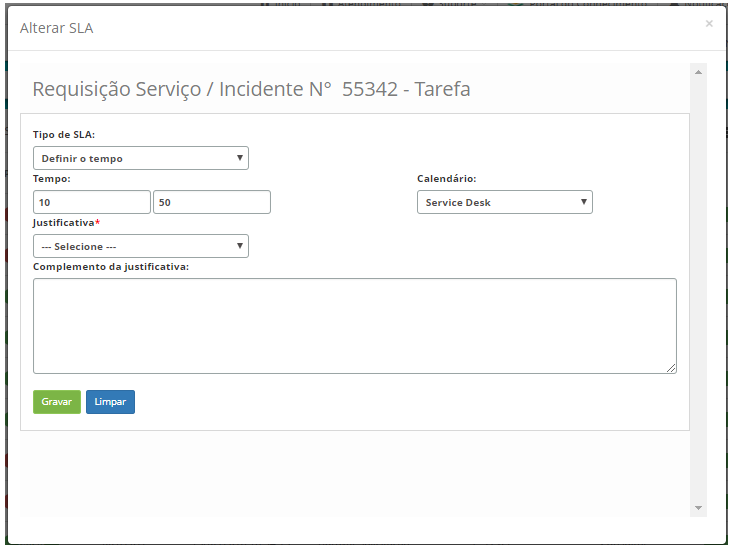 Alterar SLA ×
Requisição Serviço / Incidente N° 55342 - Tarefa
Tipo de SLA:
Definir o tempo
Tempo: Calendário:
10 50 Service Desk
Justificativa*
--- Selecione ---
Complemento da justificativa:
Gravar Limpar